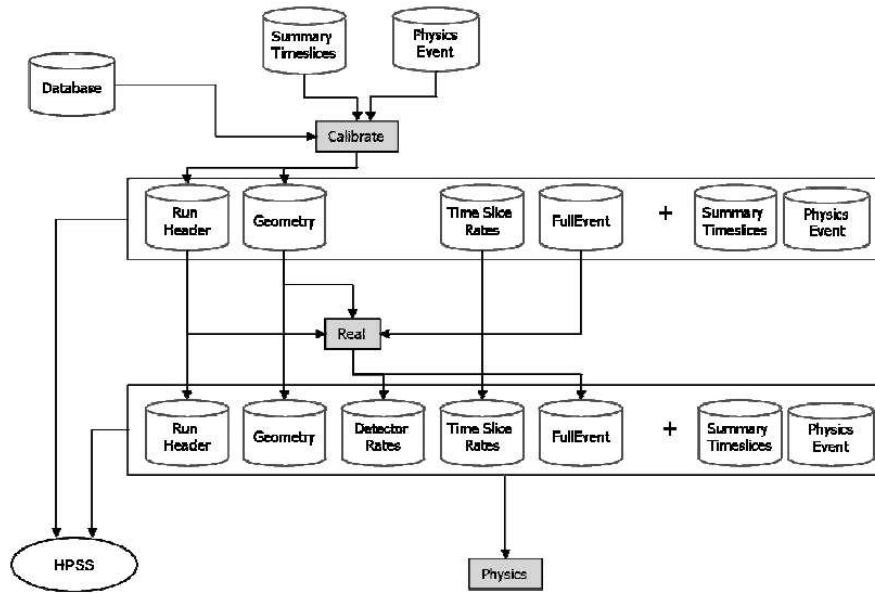 Summary
Timeslices
Physics
Event
Database
Calibrate
Run
Header
Geometry
Time Slice
Rates
FullEvent
+
Summary
Timeslices
Physics
Event
Real
Run
Header
Geometry
Detector
Rates
Time Slice
Rates
FullEvent
+
Summary
Timeslices
Physics
Event
HPSS
Physics